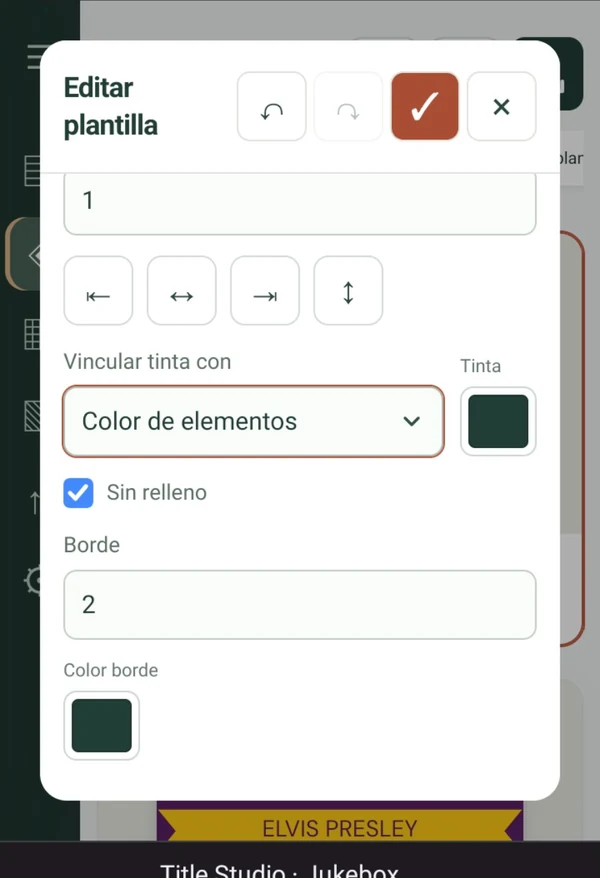 Editar
plantilla
1
Vincular tinta con
Tinta
Color de elementos
Sin relleno
Borde
2
Color borde
ELVIS PRESLEY
Title Studio · Jukebox